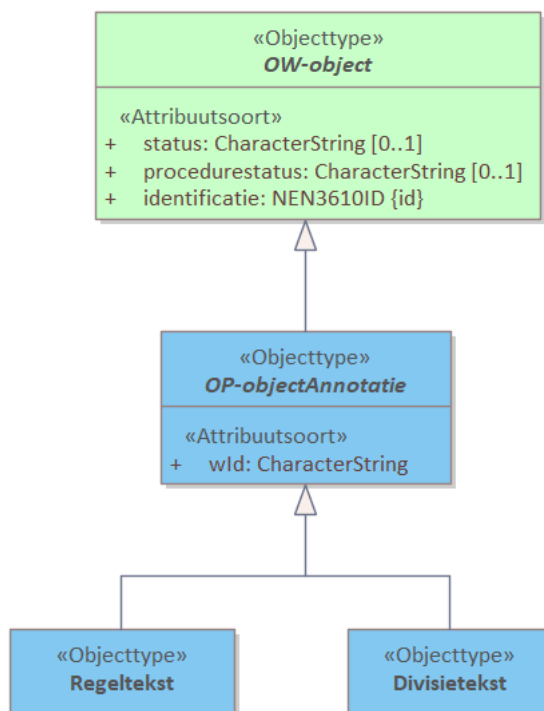 «Objecttype»
OW-object
«Attribuutsoort»
+ status: CharacterString [0..1]
+ procedurestatus: CharacterString [0..1]
+ identificatie: NEN3610ID {id}
«Objecttype»
OP-objectAnnotatie
«Attribuutsoort»
+ wId: CharacterString
«Objecttype»
Regeltekst
«Objecttype»
Divisietekst